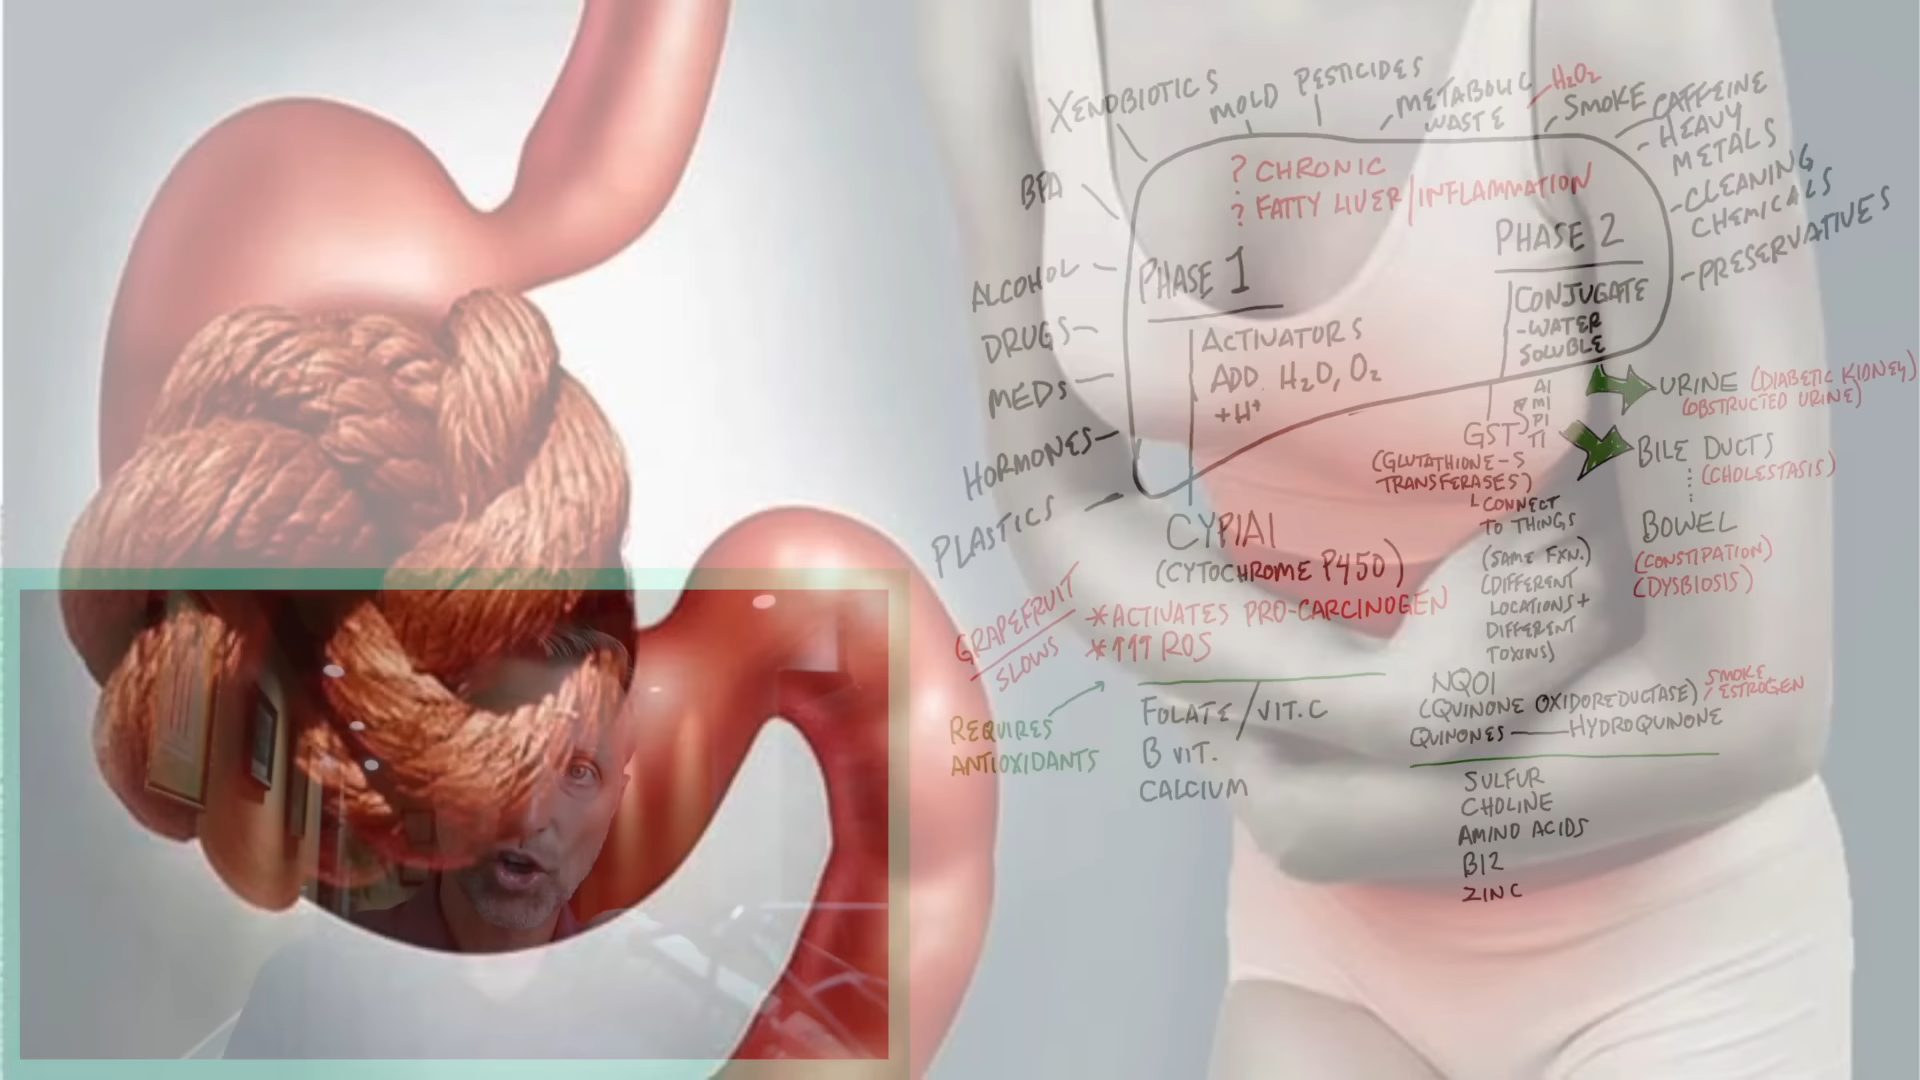 XENOBIOTICS
MOLD
PESTICIDES
METABOLIC
WASTE
H2O2
SMOKE
CAFFEINE
- HEAVY
METALS
- CLEANING
CHEMICALS
- PRESERVATIVES
BPA
ALCOHOL
DRUGS
MEDS
HORMONES
PLASTICS
? CHRONIC
? FATTY LIVER/INFLAMMATION
PHASE 1
ACTIVATORS
ADD H2O, O2
+H+
PHASE 2
CONJUGATE
- WATER
SOLUBLE
URINE (DIABETIC KIDNEY)
(OBSTRUCTED URINE)
BILE DUCTS
(CHOLESTASIS)
BOWEL
(CONSTIPATION)
(DYSBIOSIS)
CYP1A1
(CYTOCHROME P450)
* ACTIVATES PRO-CARCINOGEN
* ↑↑↑ ROS
GRAPEFRUIT
SLOWS
REQUIRES
ANTIOXIDANTS
FOLATE/VIT. C
B VIT.
CALCIUM
GST
A1
M1
P1
T1
(GLUTATHIONE-S
TRANSFERASES)
CONNECT
TO THINGS
(SAME FXN.)
(DIFFERENT
LOCATIONS +
DIFFERENT
TOXINS)
NQO1
(QUINONE OXIDOREDUCTASE)
SMOKE
ESTROGEN
QUINONES — HYDROQUINONE
SULFUR
CHOLINE
AMINO ACIDS
B12
ZINC